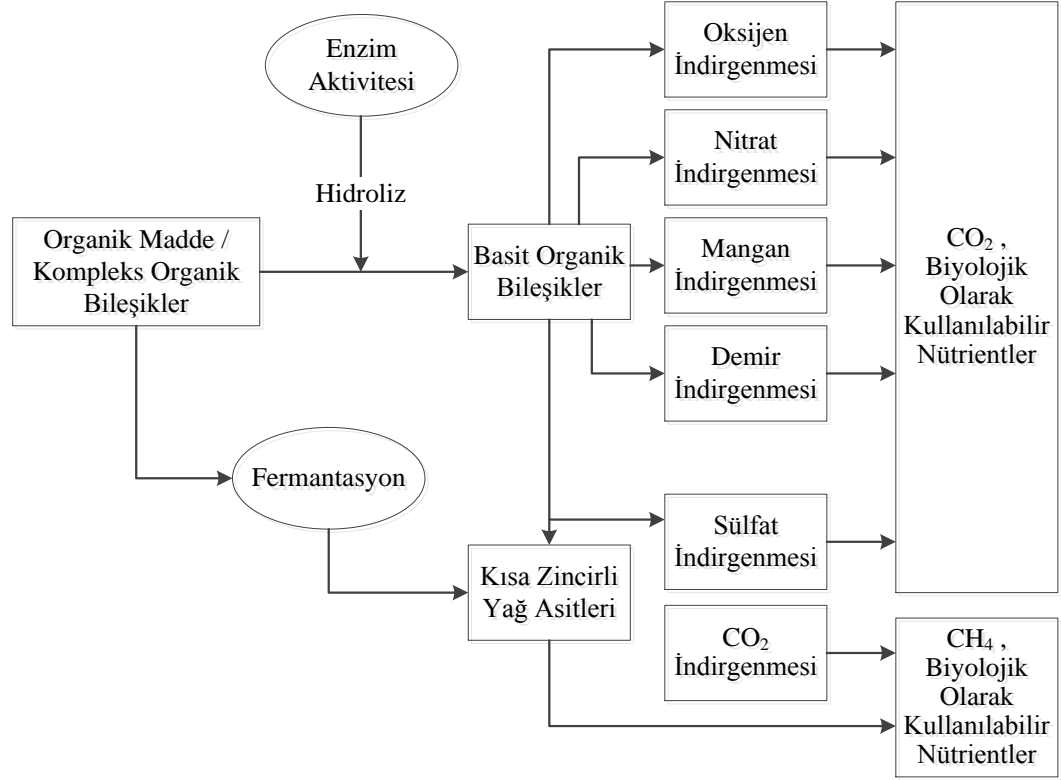 Enzim
Aktivitesi
Hidroliz
Organik Madde /
Kompleks Organik
Bileşikler
Basit Organik
Bileşikler
Fermantasyon
Kısa Zincirli
Yağ Asitleri
Oksijen
İndirgenmesi
Nitrat
İndirgenmesi
Mangan
İndirgenmesi
Demir
İndirgenmesi
Sülfat
İndirgenmesi
CO₂
İndirgenmesi
CO₂ ,
Biyolojik
Olarak
Kullanılabilir
Nütrientler
CH₄ ,
Biyolojik
Olarak
Kullanılabilir
Nütrientler